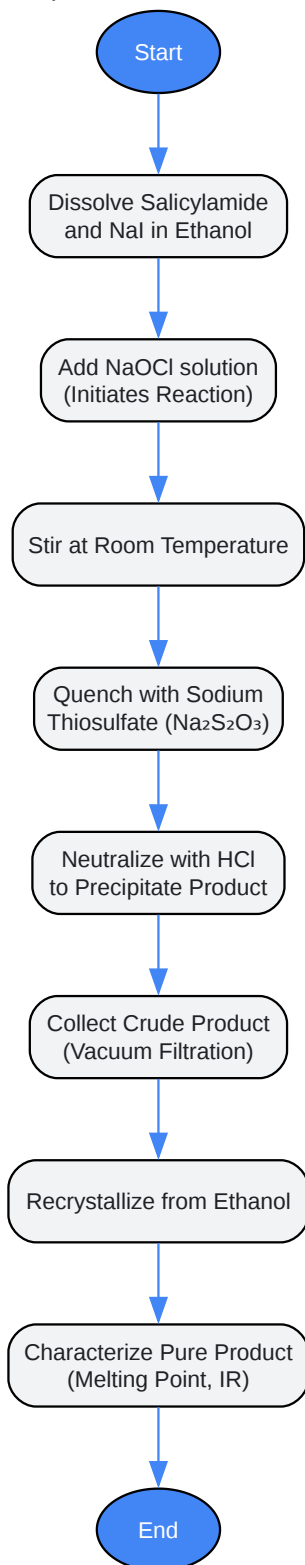 Start
Dissolve Salicylamide
and NaI in Ethanol
Add NaOCl solution
(Initiates Reaction)
Stir at Room Temperature
Quench with Sodium
Thiosulfate (Na₂S₂O₃)
Neutralize with HCl
to Precipitate Product
Collect Crude Product
(Vacuum Filtration)
Recrystallize from Ethanol
Characterize Pure Product
(Melting Point, IR)
End